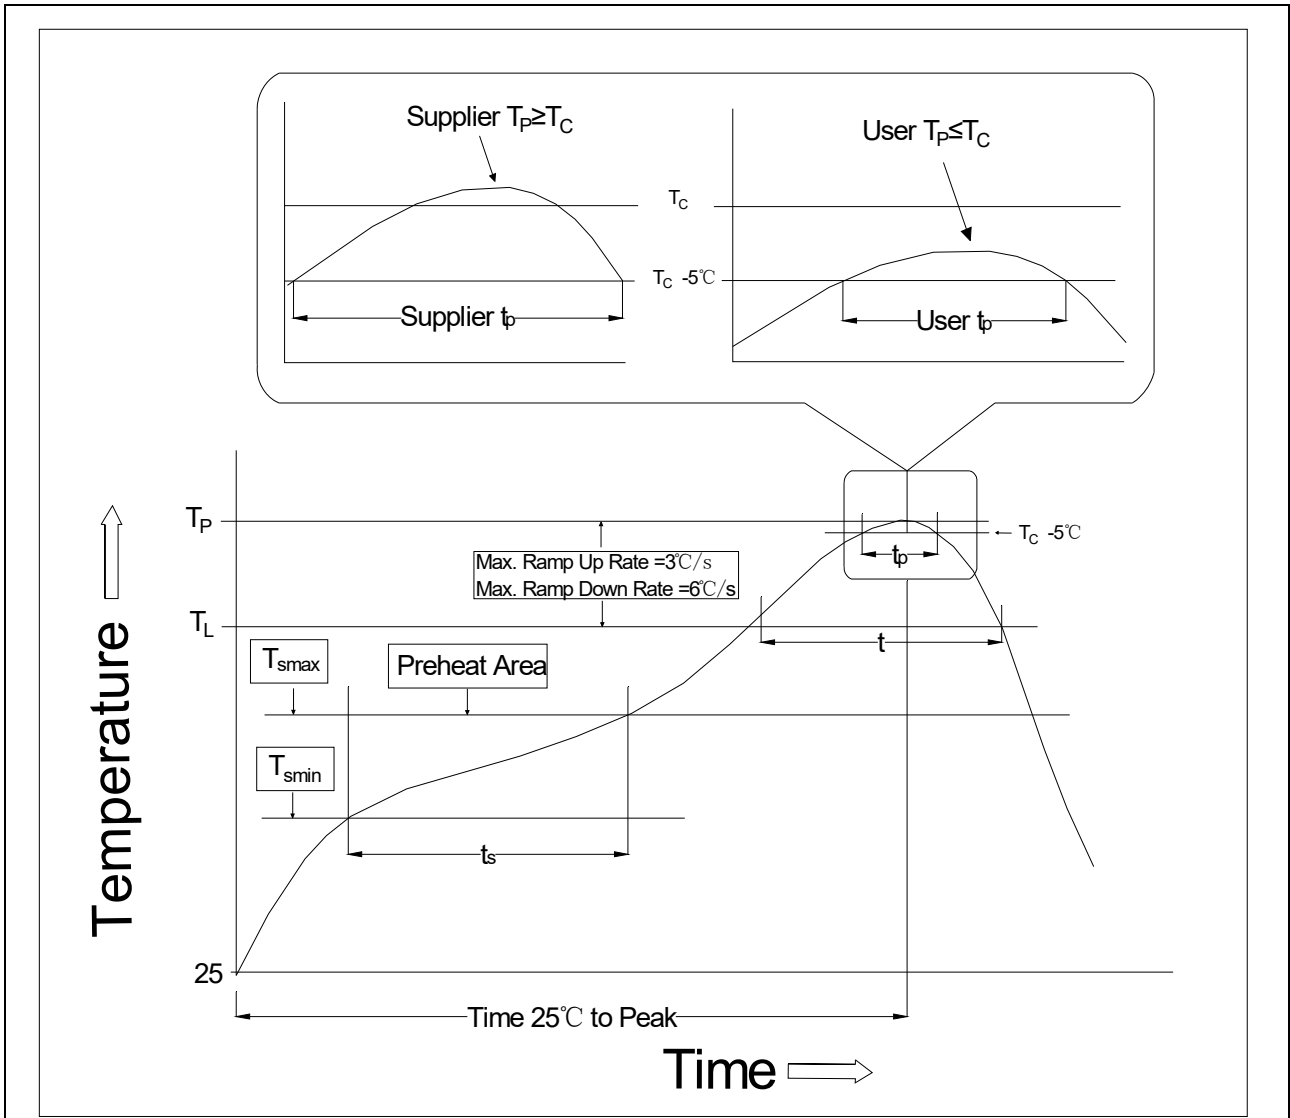 Supplier TP≥TC
User TP≤TC
TC
TC -5℃
Supplier tp
User tp
TP
TC -5℃
Max. Ramp Up Rate =3℃/s
Max. Ramp Down Rate =6℃/s
tp
TL
t
Tsmax
Preheat Area
Tsmin
ts
Temperature
25
Time 25℃ to Peak
Time